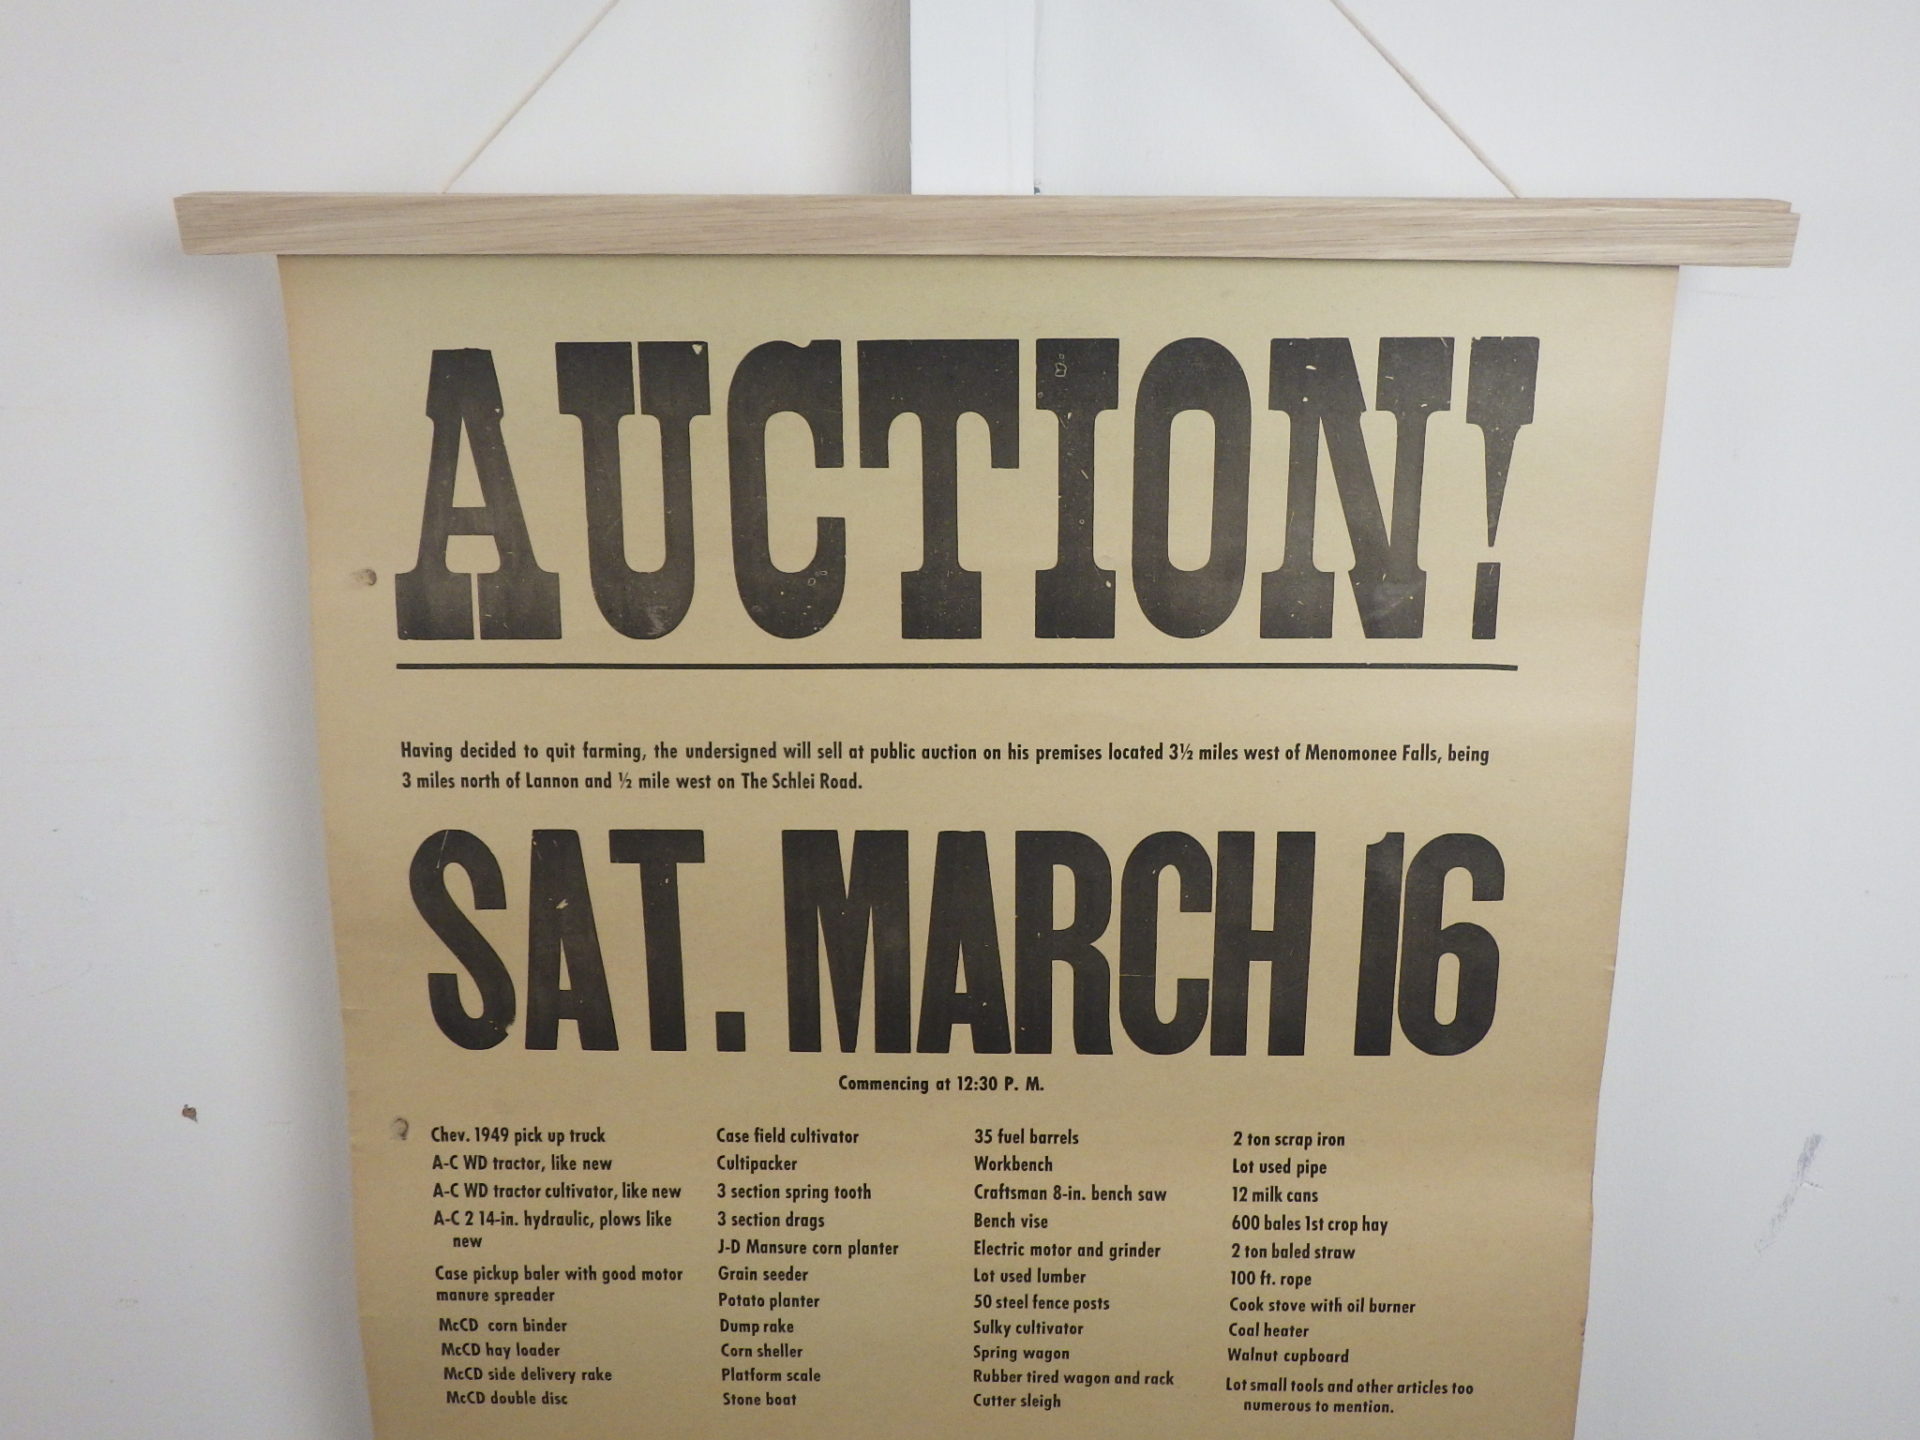 AUCTION!
Having decided to quit farming, the undersigned will sell at public auction on his premises located 3½ miles west of Menomonee Falls, being
3 miles north of Lannon and ½ mile west on The Schlei Road.
SAT. MARCH 16
Commencing at 12:30 P. M.
Chev. 1949 pick up truck
A-C WD tractor, like new
A-C WD tractor cultivator, like new
A-C 2 14-in. hydraulic, plows like
new
Case pickup baler with good motor
manure spreader
McCD corn binder
McCD hay loader
McCD side delivery rake
McCD double disc
Case field cultivator
Cultipacker
3 section spring tooth
3 section drags
J-D Mansure corn planter
Grain seeder
Potato planter
Dump rake
Corn sheller
Platform scale
Stone boat
35 fuel barrels
Workbench
Craftsman 8-in. bench saw
Bench vise
Electric motor and grinder
Lot used lumber
50 steel fence posts
Sulky cultivator
Spring wagon
Rubber tired wagon and rack
Cutter sleigh
2 ton scrap iron
Lot used pipe
12 milk cans
600 bales 1st crop hay
2 ton baled straw
100 ft. rope
Cook stove with oil burner
Coal heater
Walnut cupboard
Lot small tools and other articles too
numerous to mention.